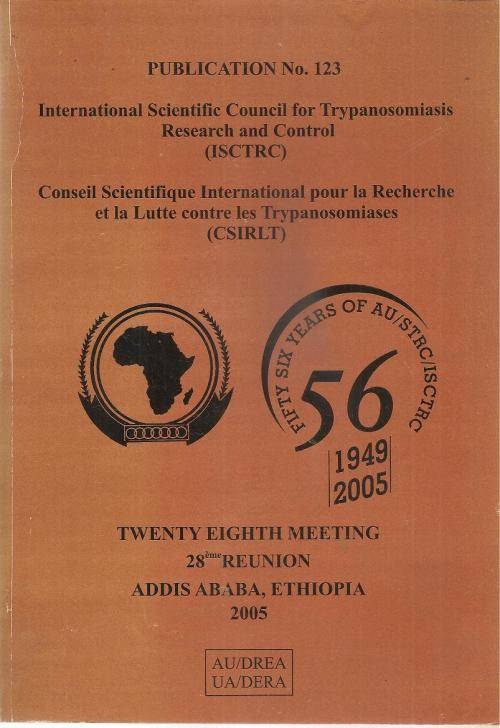 PUBLICATION No. 123
International Scientific Council for Trypanosomiasis
Research and Control
(ISCTRC)
Conseil Scientifique International pour la Recherche
et la Lutte contre les Trypanosomiases
(CSIRLT)
FIFTY SIX YEARS OF AU/STRC/ISCTRC
56
1949
2005
TWENTY EIGHTH MEETING
28ème REUNION
ADDIS ABABA, ETHIOPIA
2005
AU/DREA
UA/DERA